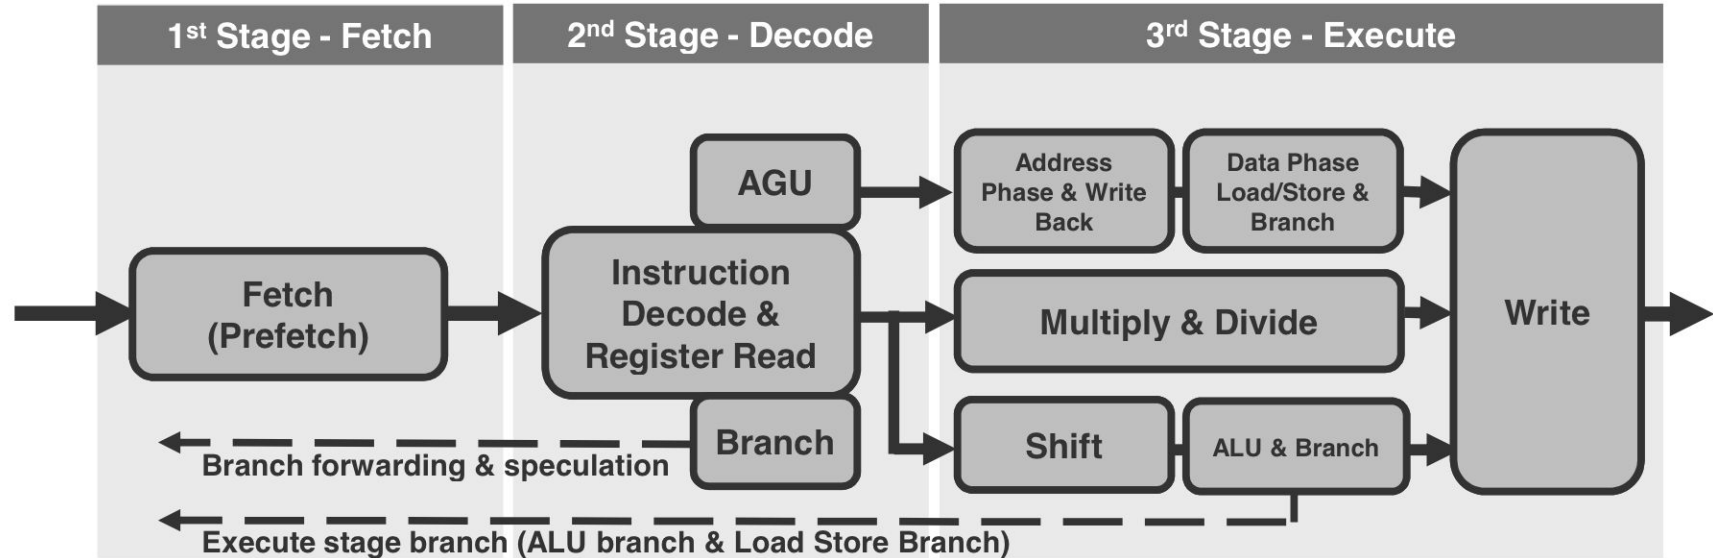 1st Stage - Fetch
2nd Stage - Decode
3rd Stage - Execute
Fetch
(Prefetch)
AGU
Instruction
Decode &
Register Read
Branch
Address
Phase & Write
Back
Data Phase
Load/Store &
Branch
Multiply & Divide
Shift
ALU & Branch
Write
Branch forwarding & speculation
Execute stage branch (ALU branch & Load Store Branch)